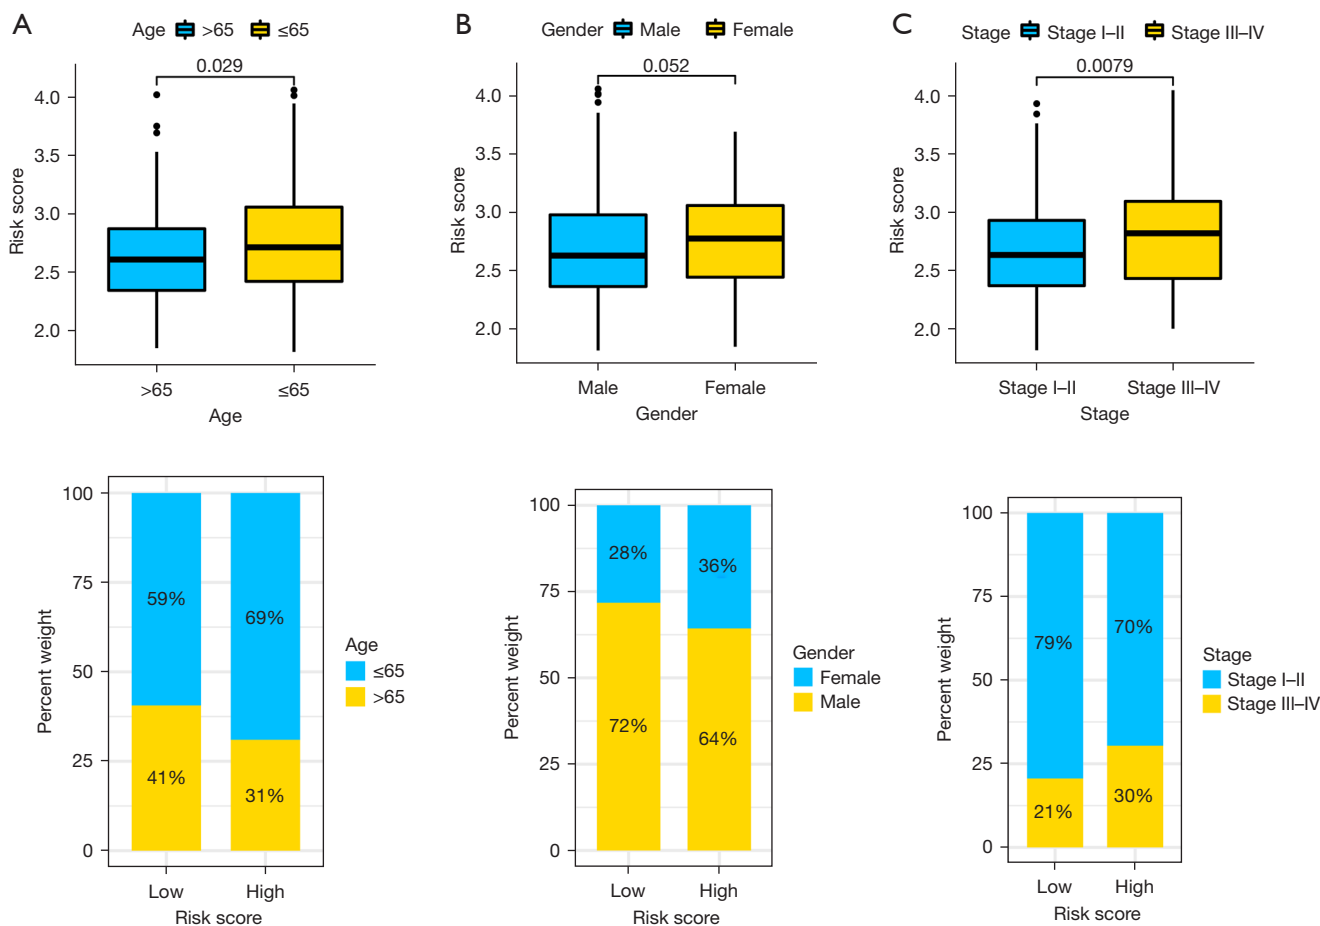 A
Age >65 ≤65
0.029
4.0
3.5
3.0
2.5
2.0
Risk score
>65 ≤65
Age
B
Gender Male Female
0.052
4.0
3.5
3.0
2.5
2.0
Risk score
Male Female
Gender
C
Stage Stage I–II Stage III–IV
0.0079
4.0
3.5
3.0
2.5
2.0
Risk score
Stage I–II Stage III–IV
Stage
100
75
50
25
0
Percent weight
59%
69%
41%
31%
Low High
Risk score
Age
≤65
>65
100
75
50
25
0
Percent weight
28%
36%
72%
64%
Low High
Risk score
Gender
Female
Male
100
75
50
25
0
Percent weight
79%
70%
21%
30%
Low High
Risk score
Stage
Stage I–II
Stage III–IV